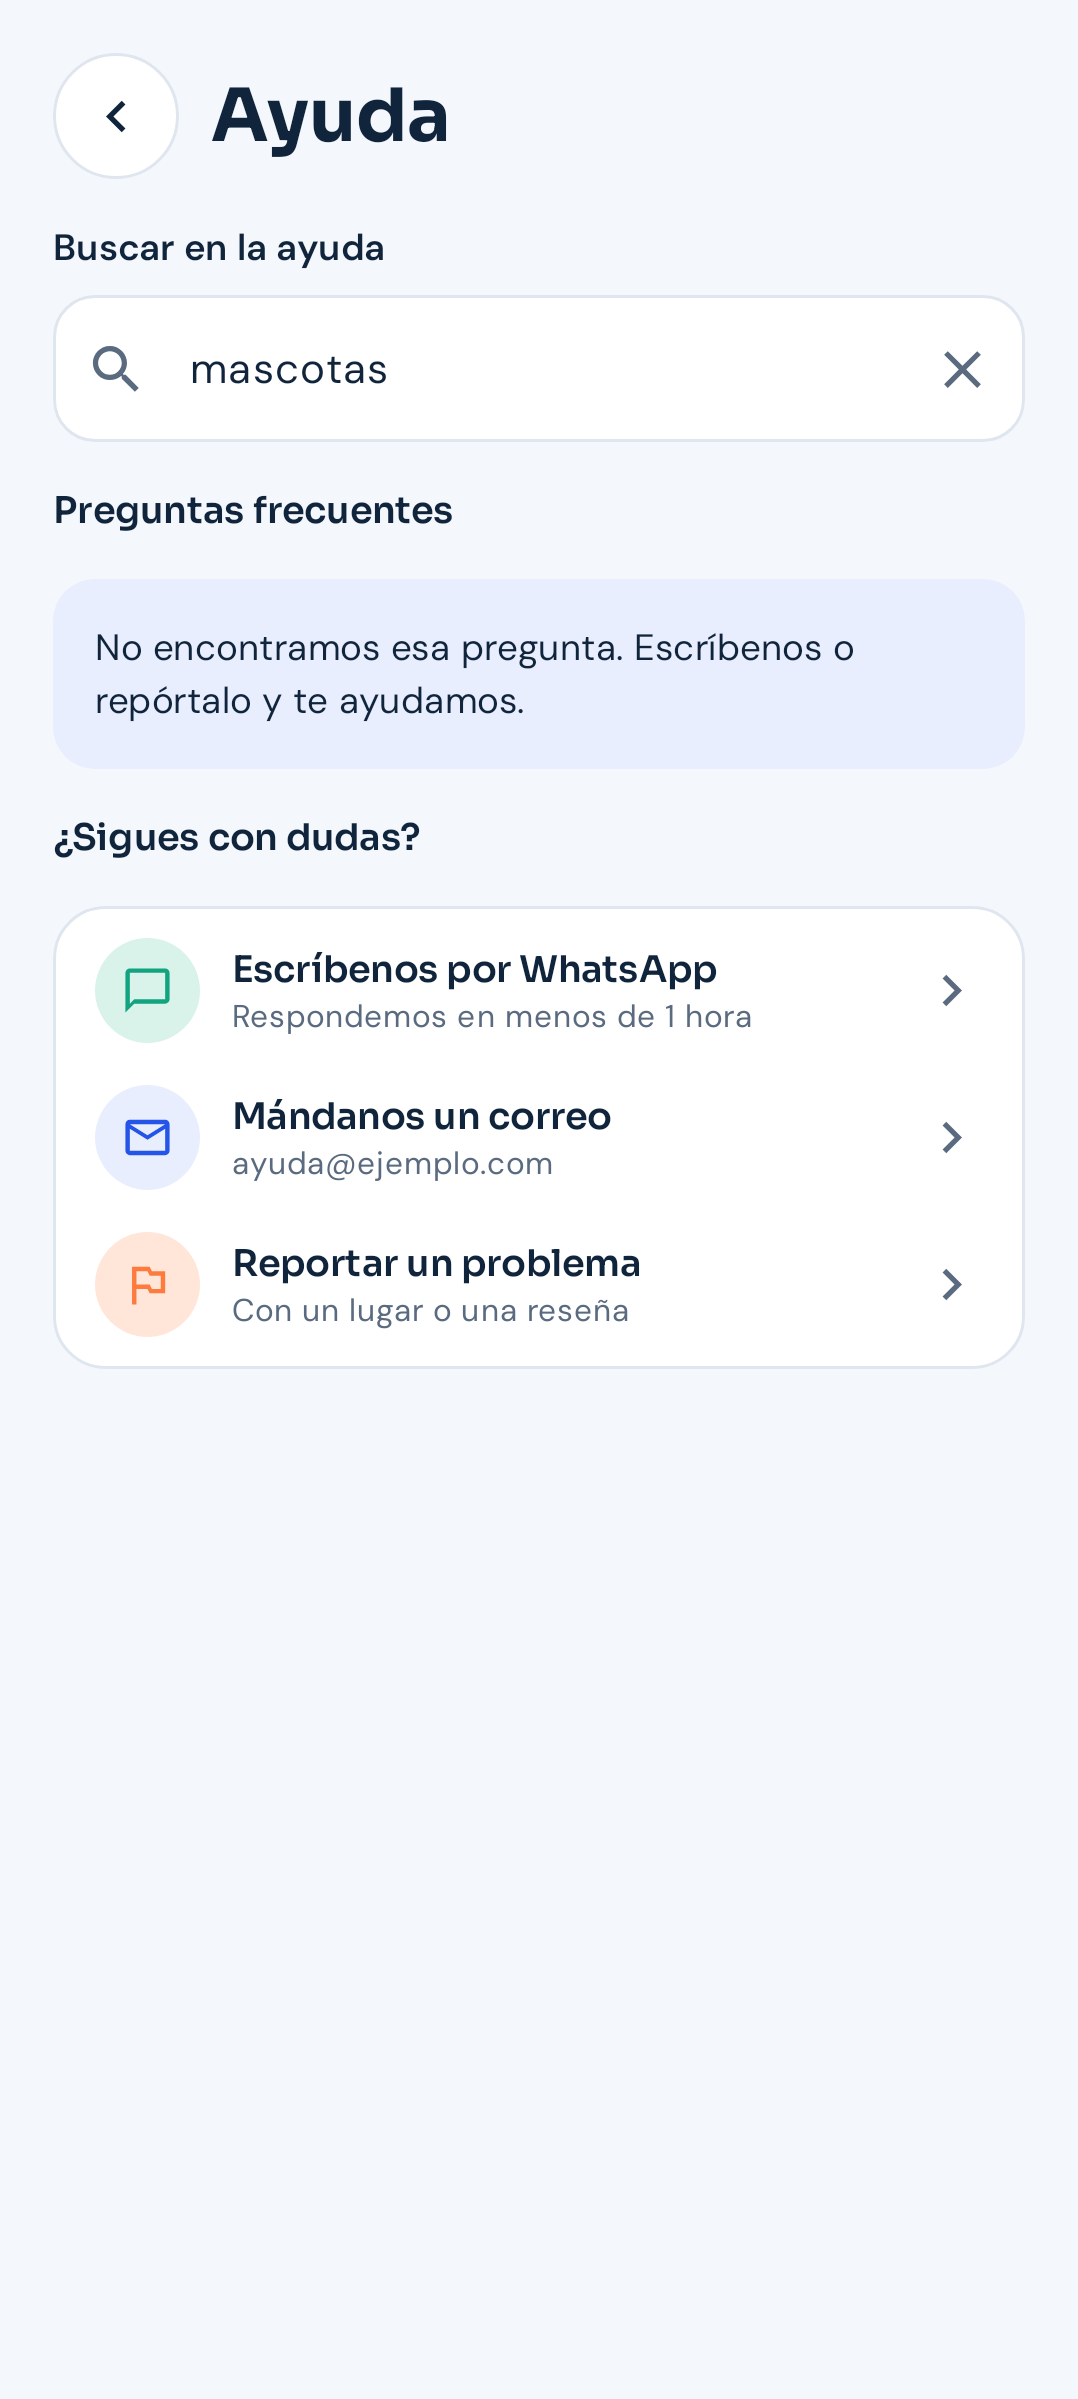 Ayuda
Buscar en la ayuda
mascotas
Preguntas frecuentes
No encontramos esa pregunta. Escríbenos o
repórtalo y te ayudamos.
¿Sigues con dudas?
Escríbenos por WhatsApp
Respondemos en menos de 1 hora
Mándanos un correo
ayuda@ejemplo.com
Reportar un problema
Con un lugar o una reseña